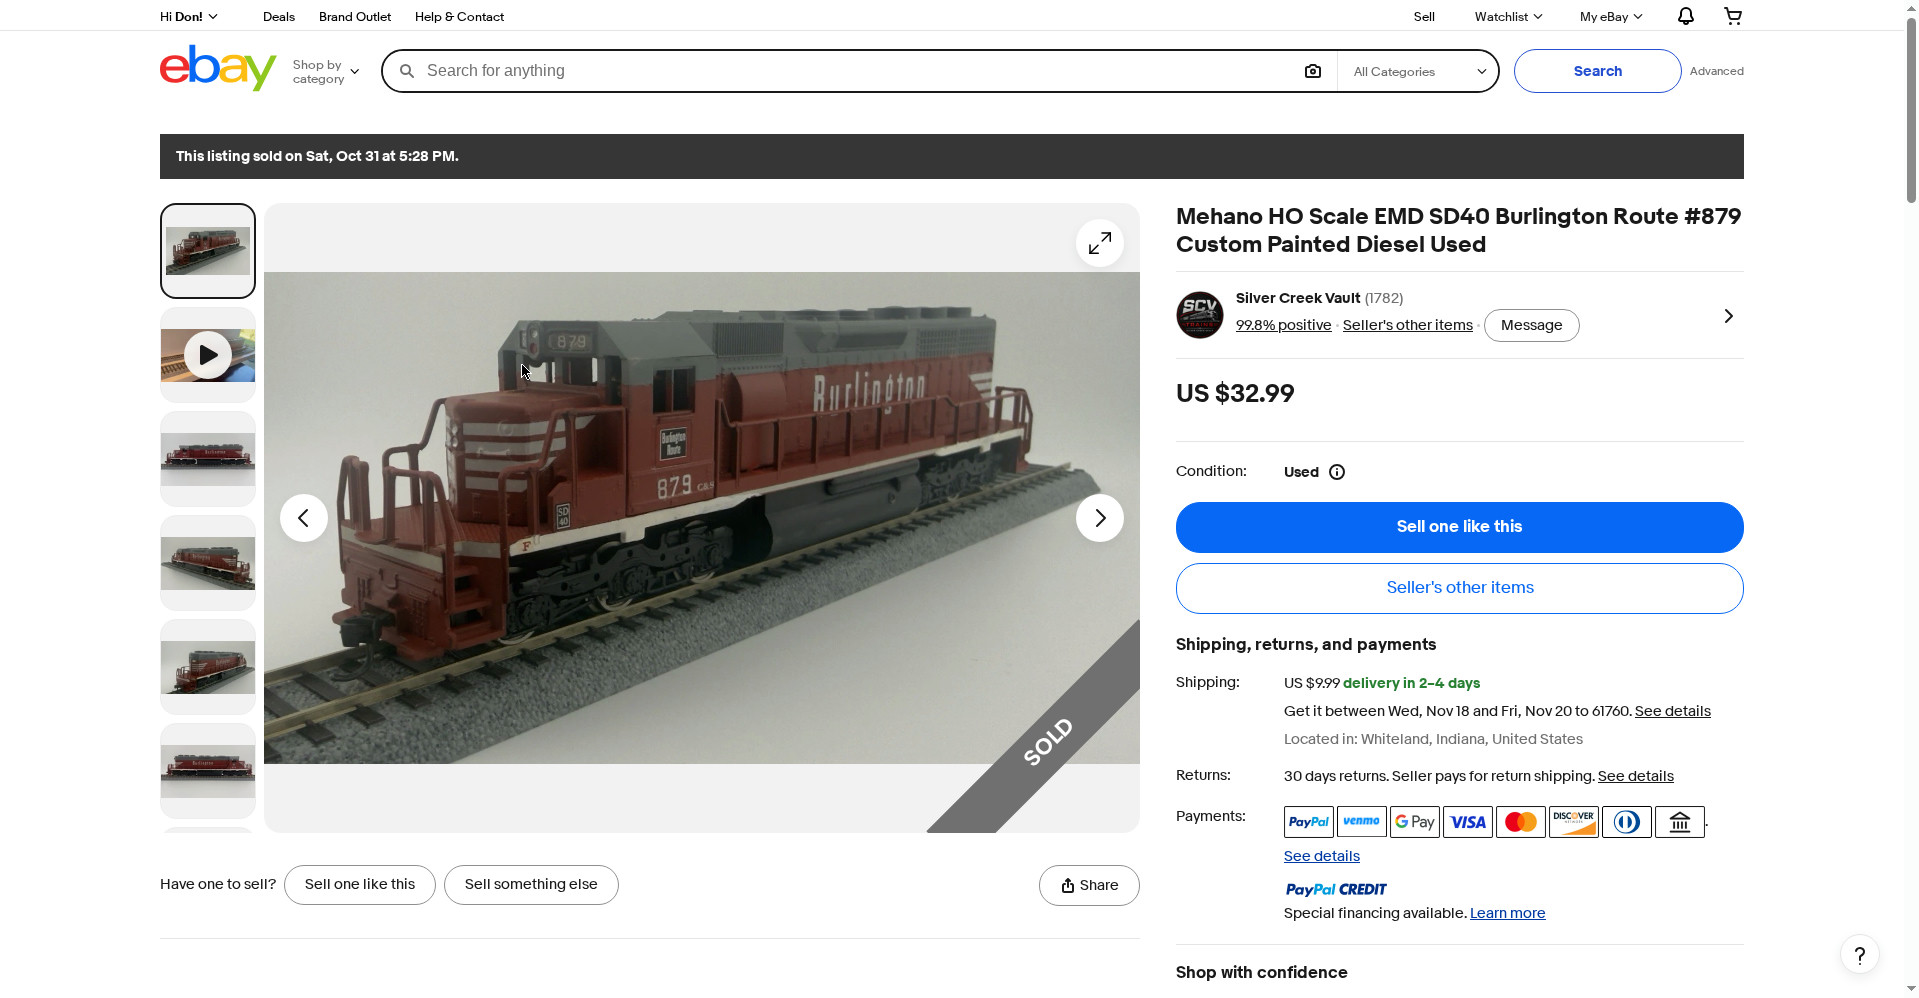 Hi Don!
Deals
Brand Outlet
Help & Contact
Sell
Watchlist
My eBay
ebay
Shop by
category
Search for anything
All Categories
Search
Advanced
This listing sold on Sat, Oct 31 at 5:28 PM.
Mehano HO Scale EMD SD40 Burlington Route #879
Custom Painted Diesel Used
SCV
Silver Creek Vault (1782)
99.8% positive · Seller's other items · Message
US $32.99
Condition:
Used
Sell one like this
Seller's other items
879
Burlington
Burlington
Route
879 C&S
SD
40
F
SOLD
Shipping, returns, and payments
Shipping:
US $9.99 delivery in 2–4 days
Get it between Wed, Nov 18 and Fri, Nov 20 to 61760. See details
Located in: Whiteland, Indiana, United States
Returns:
30 days returns. Seller pays for return shipping. See details
Payments:
PayPal
venmo
G Pay
VISA
DISCOVER
.
See details
PayPal CREDIT
Special financing available. Learn more
Have one to sell?
Sell one like this
Sell something else
Share
Shop with confidence
?